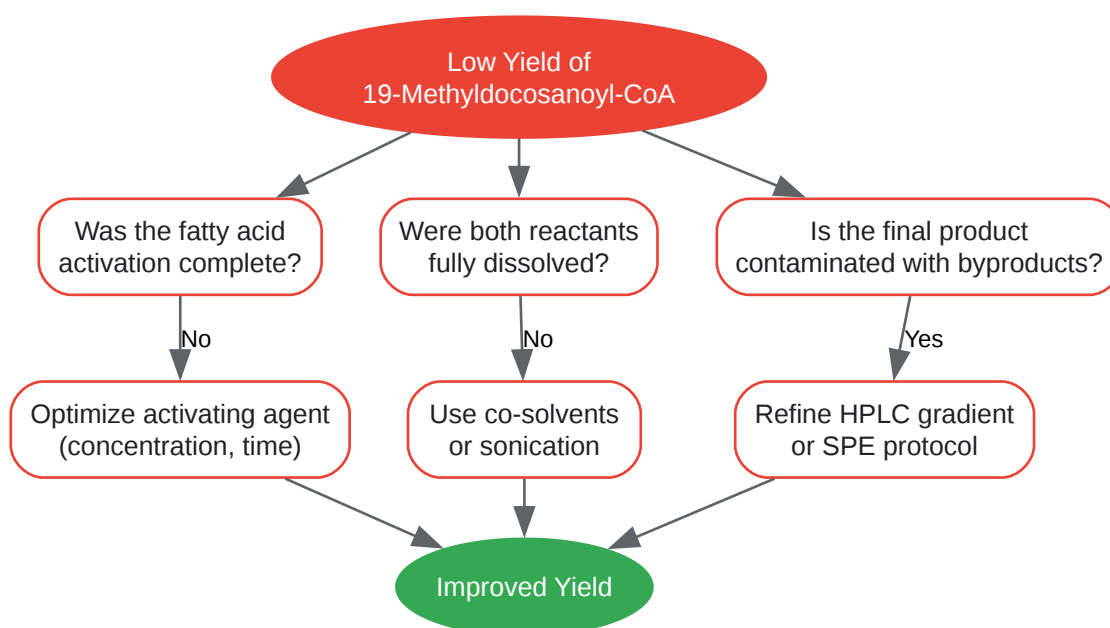 Low Yield of
19-Methyldocosanoyl-CoA
Was the fatty acid
activation complete?
Were both reactants
fully dissolved?
Is the final product
contaminated with byproducts?
No
No
Yes
Optimize activating agent
(concentration, time)
Use co-solvents
or sonication
Refine HPLC gradient
or SPE protocol
Improved Yield